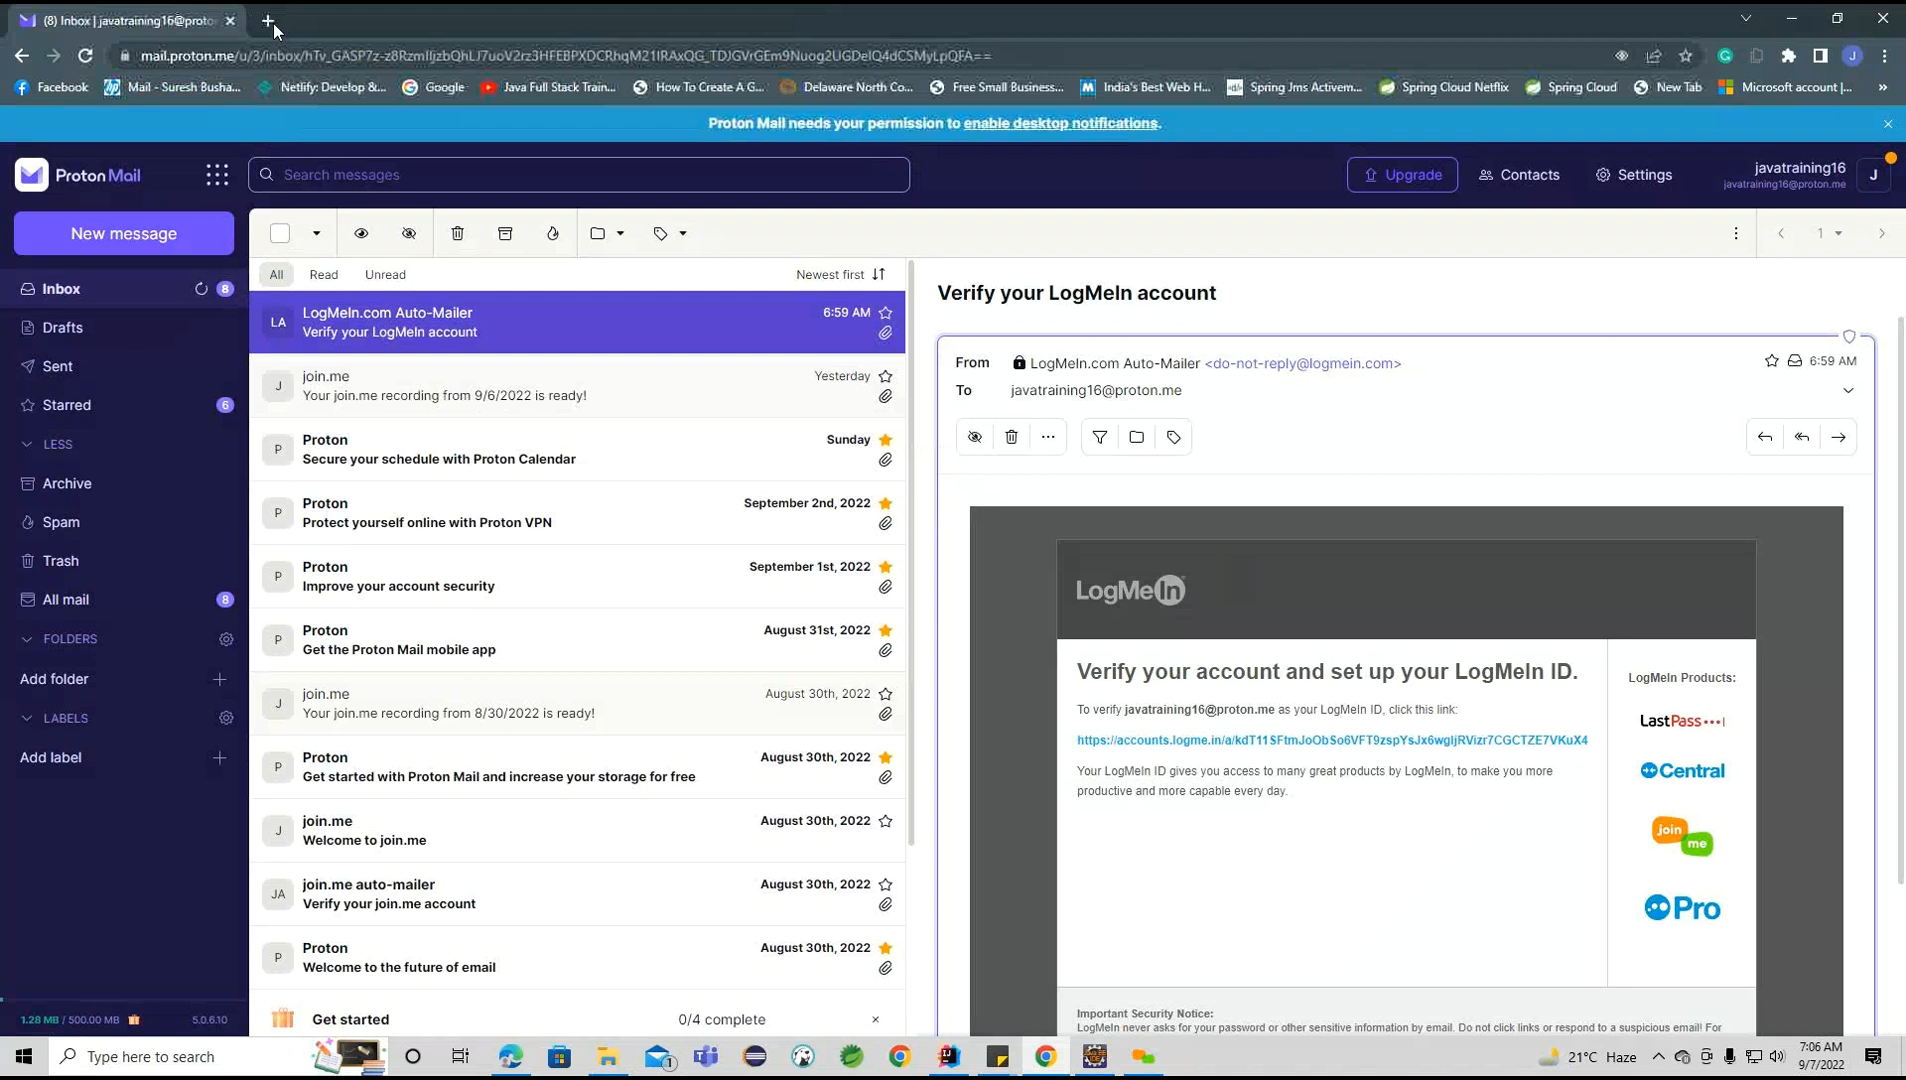 (8) Inbox | javatraining16@proto
mail.proton.me/u/3/inbox/
Facebook
Mail - Suresh Busha...
Netlify: Develop &...
Google
Java Full Stack Train...
How To Create A G...
Delaware North Co...
Free Small Business...
India's Best Web H...
Spring Jms Activem...
Spring Cloud Netflix
Spring Cloud
New Tab
Microsoft account |...
Proton Mail needs your permission to enable desktop notifications.
Proton Mail
Search messages
Upgrade
Contacts
Settings
javatraining16
javatraining16@proton.me
J
New message
1
Inbox 8
Drafts
Sent
Starred 6
LESS
Archive
Spam
Trash
All mail 8
FOLDERS
Add folder
LABELS
Add label
1.28 MB / 500.00 MB
5.0.6.10
All Read Unread Newest first
LA LogMeIn.com Auto-Mailer 6:59 AM
Verify your LogMeIn account
J join.me Yesterday
Your join.me recording from 9/6/2022 is ready!
P Proton Sunday
Secure your schedule with Proton Calendar
P Proton September 2nd, 2022
Protect yourself online with Proton VPN
P Proton September 1st, 2022
Improve your account security
P Proton August 31st, 2022
Get the Proton Mail mobile app
J join.me August 30th, 2022
Your join.me recording from 8/30/2022 is ready!
P Proton August 30th, 2022
Get started with Proton Mail and increase your storage for free
J join.me August 30th, 2022
Welcome to join.me
JA join.me auto-mailer August 30th, 2022
Verify your join.me account
P Proton August 30th, 2022
Welcome to the future of email
Get started 0/4 complete
Verify your LogMeIn account
From LogMeIn.com Auto-Mailer <do-not-reply@logmein.com> 6:59 AM
To javatraining16@proton.me
LogMeIn
Verify your account and set up your LogMeIn ID.
To verify javatraining16@proton.me as your LogMeIn ID, click this link:
https://accounts.logme.in/a/
Your LogMeIn ID gives you access to many great products by LogMeIn, to make you more
productive and more capable every day.
LogMeIn Products:
LastPass
Central
join
me
Pro
Important Security Notice:
LogMeIn never asks for your password or other sensitive information by email. Do not click links or respond to a suspicious email! For
Type here to search
1
21°C Haze
7:06 AM
9/7/2022